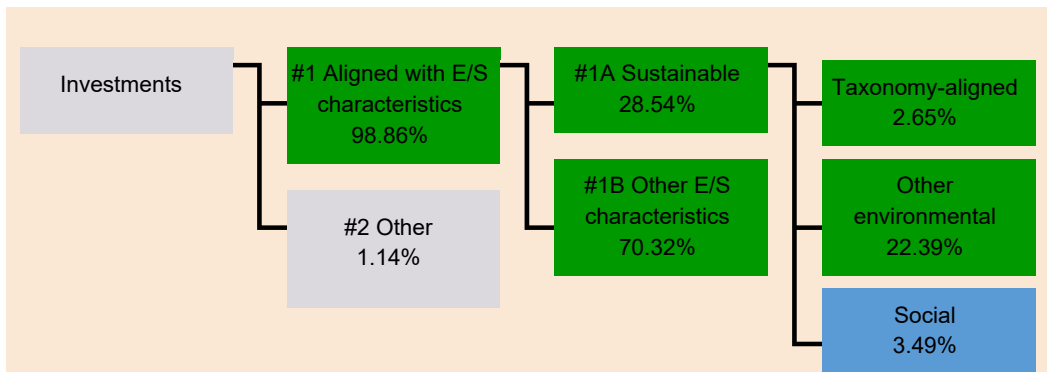 Investments
#1 Aligned with E/S
characteristics
98.86%
#2 Other
1.14%
#1A Sustainable
28.54%
#1B Other E/S
characteristics
70.32%
Taxonomy-aligned
2.65%
Other
environmental
22.39%
Social
3.49%